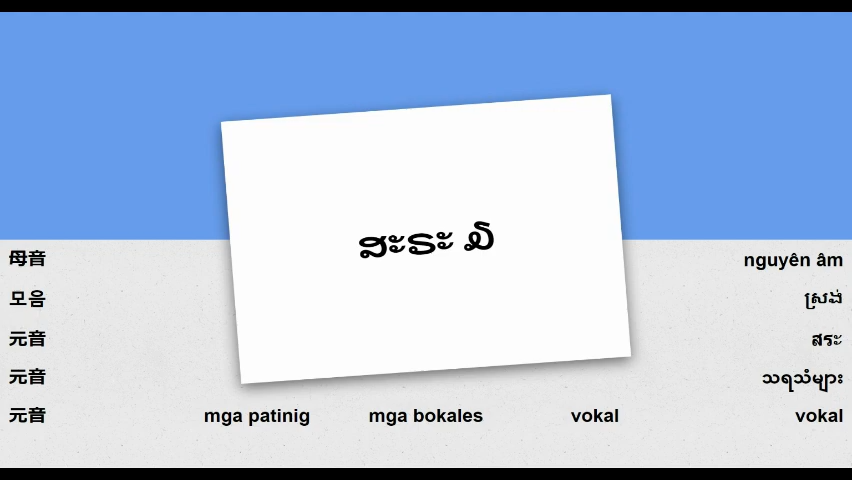 ສະຣະ
母音
nguyên âm
모음
ស្រង់
元音
สระ
元音
သရသံများ
元音 mga patinig mga bokales vokal vokal